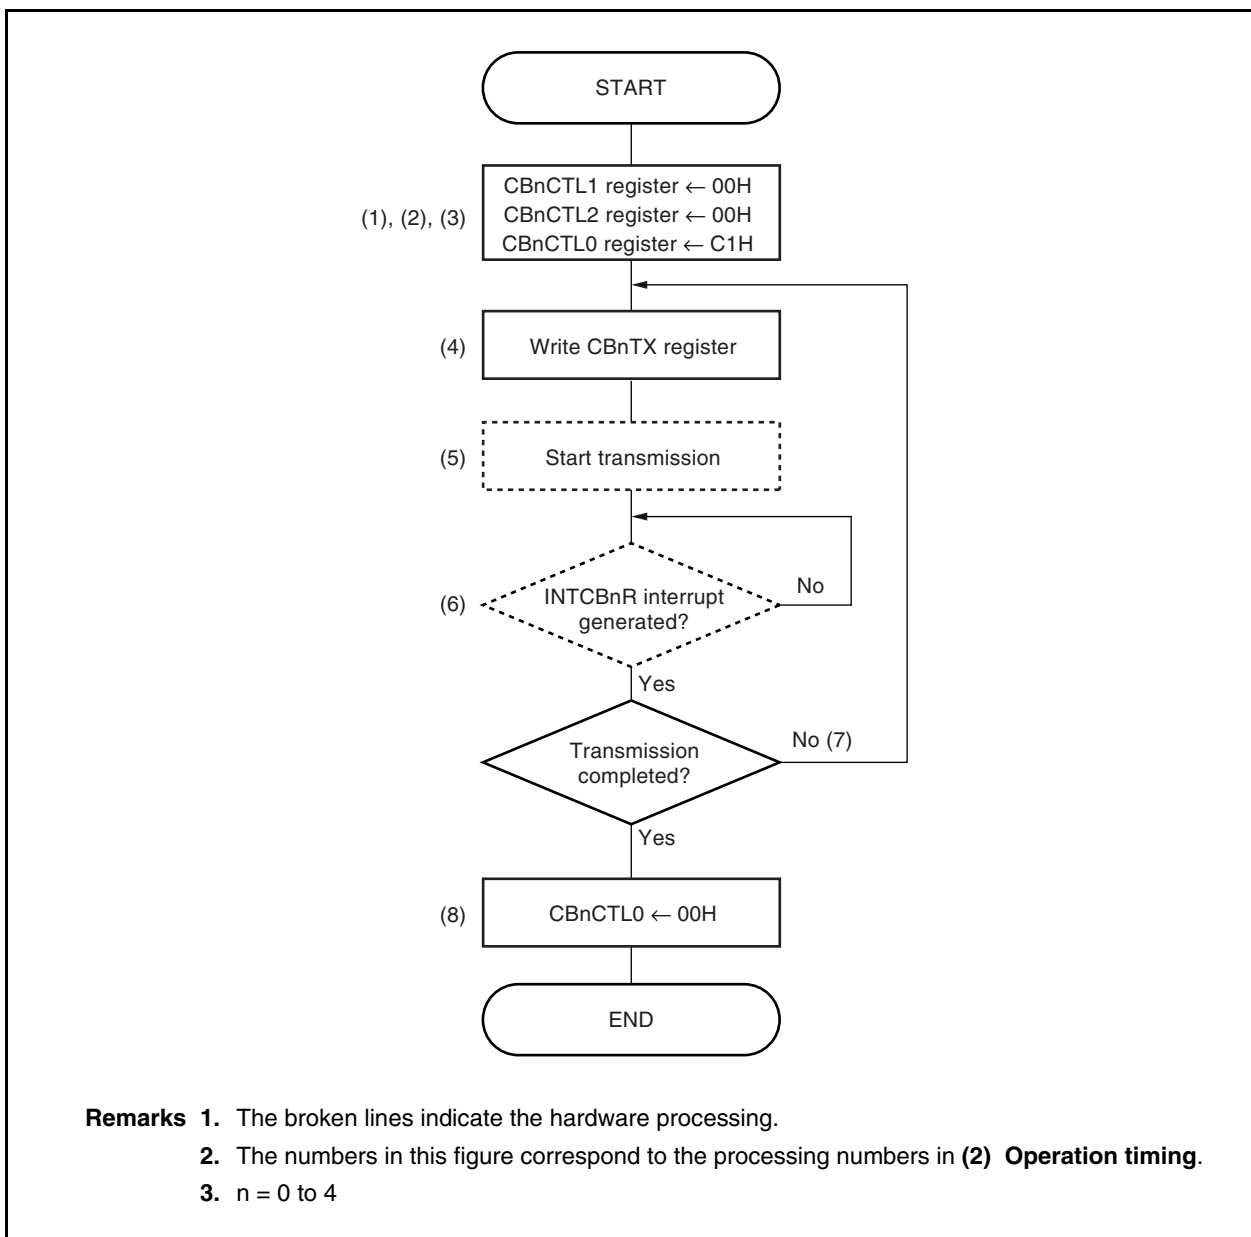 START
CBnCTL1 register ← 00H
CBnCTL2 register ← 00H
CBnCTL0 register ← C1H
(1), (2), (3)
(4)
Write CBnTX register
(5)
Start transmission
(6)
INTCBnR interrupt
generated?
No
Yes
Transmission
completed?
No (7)
Yes
(8)
CBnCTL0 ← 00H
END
Remarks 1. The broken lines indicate the hardware processing.
2. The numbers in this figure correspond to the processing numbers in (2) Operation timing.
3. n = 0 to 4